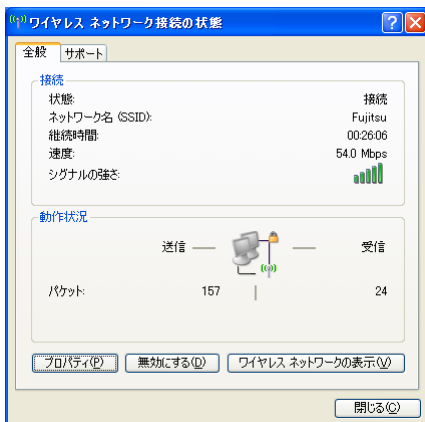 ワイヤレス ネットワーク接続の状態
全般 サポート
接続
状態: 接続
ネットワーク名 (SSID): Fujitsu
継続時間: 00:26:06
速度: 54.0 Mbps
シグナルの強さ:
動作状況
送信 — — 受信
パケット: 157 | 24
プロパティ(P) 無効にする(D) ワイヤレス ネットワークの表示(V)
閉じる(C)